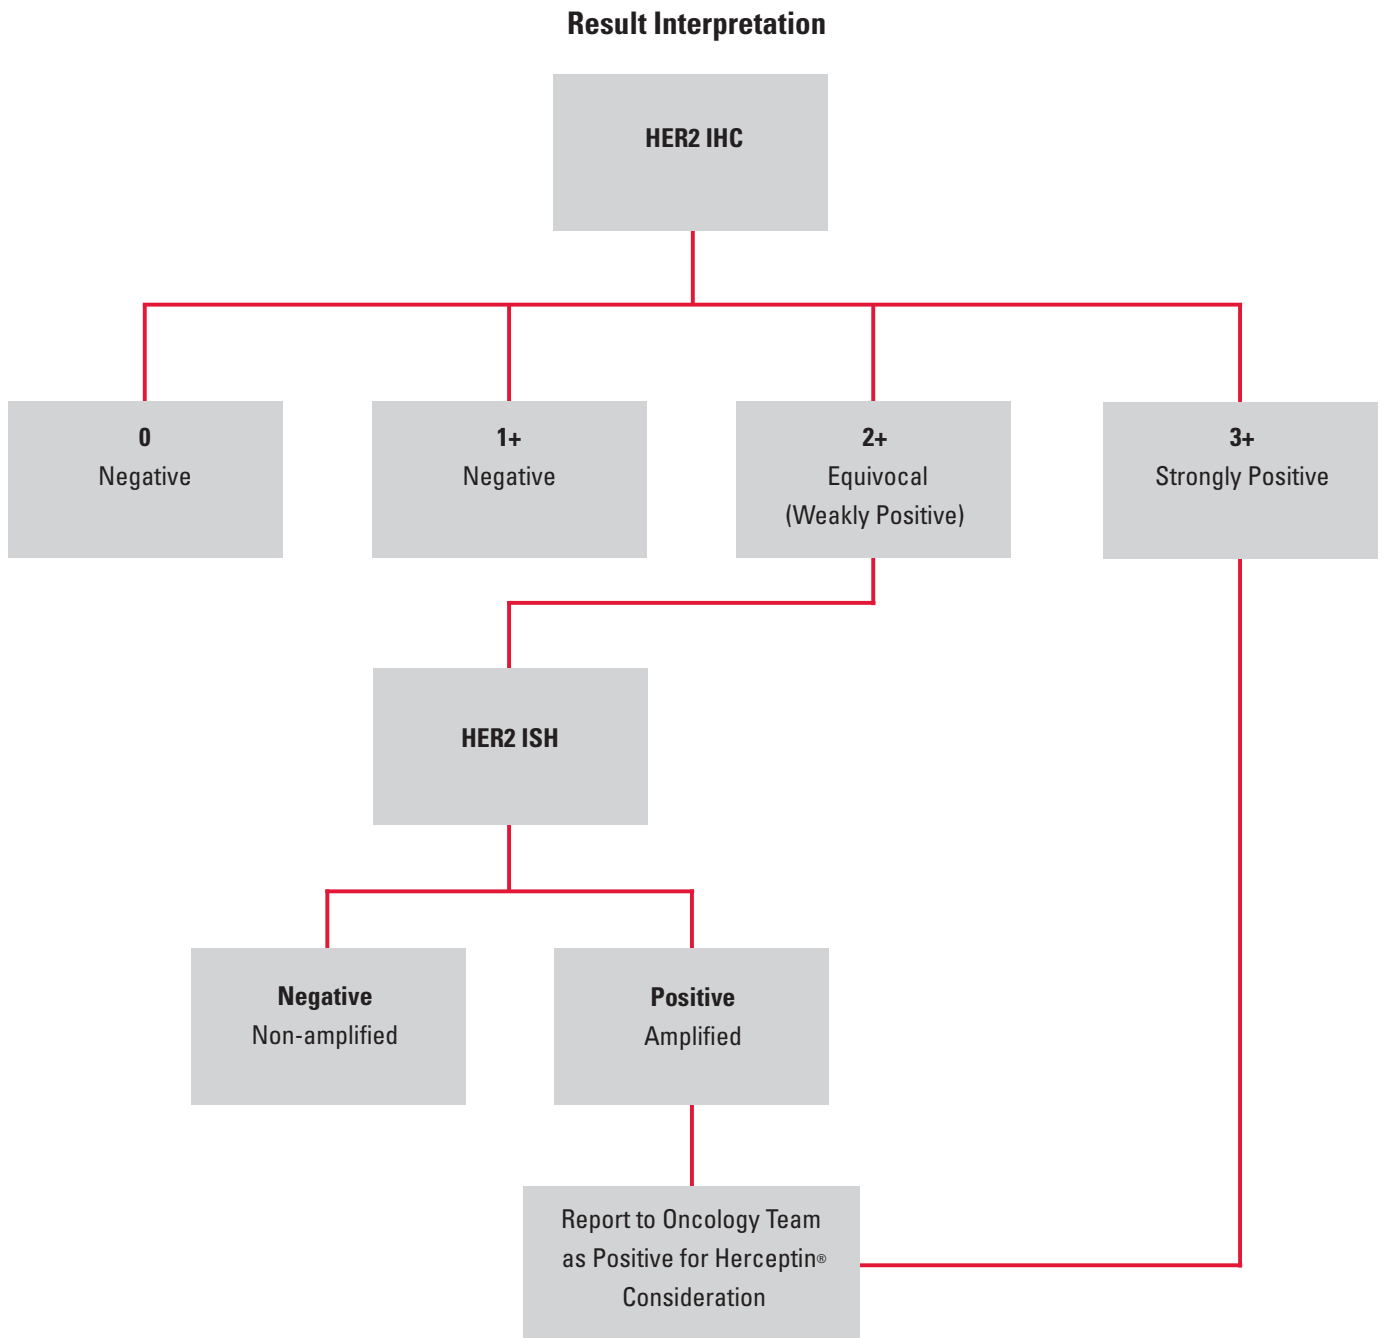 Result Interpretation
HER2 IHC
0
Negative
1+
Negative
2+
Equivocal
(Weakly Positive)
3+
Strongly Positive
HER2 ISH
Negative
Non-amplified
Positive
Amplified
Report to Oncology Team
as Positive for Herceptin®
Consideration